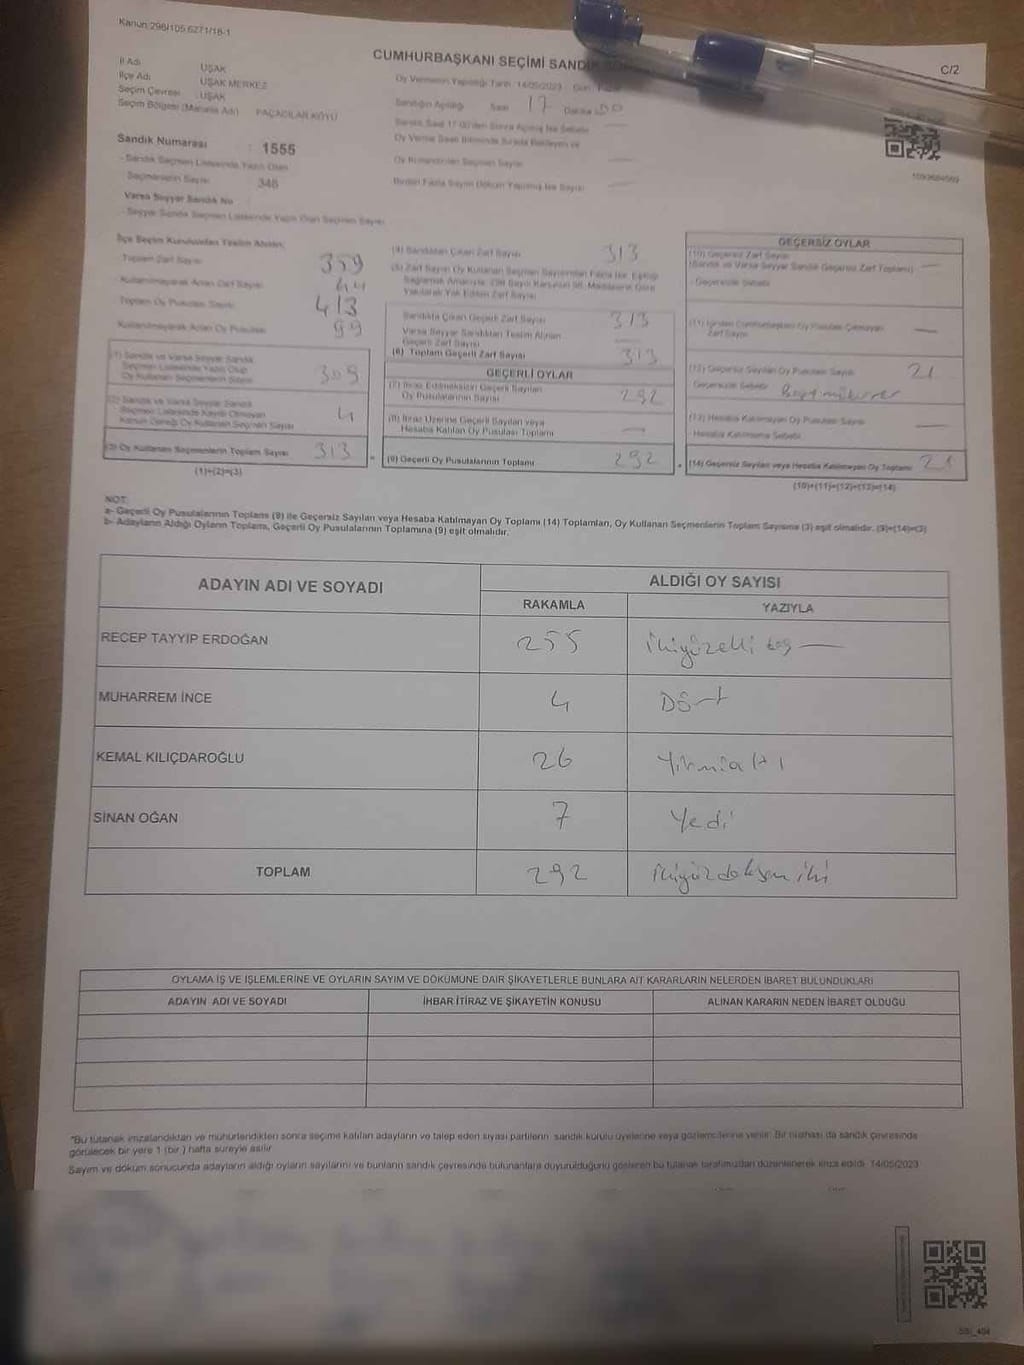 Kanun:298/105,6271/18-1
CUMHURBAŞKANI SEÇİMİ SANDIK
C/2
İl Adı UŞAK
İlçe Adı UŞAK MERKEZ
Seçim Çevresi UŞAK
Seçim Bölgesi (Mahalle Adı) PAÇACILAR KÖYÜ
Oy Vermenin Yapıldığı Tarih 14/05/2023 Gün
Sandığın Açıldığı Saat 17 Dakika 00
Sandık Saat 17:00'den Sonra Açılmış İse Sebebi
Oy Verme Saati Bitiminde Sırada Bekleyen ve
Oy Kullandırılan Seçmen Sayısı
Birden Fazla Sayım Döküm Yapılmış İse Sayısı
Sandık Numarası : 1555
- Sandık Seçmen Listesinde Yazılı Olan
Seçmenlerin Sayısı 346
Varsa Seyyar Sandık No
- Seyyar Sandık Seçmen Listesinde Yazılı Olan Seçmen Sayısı
İlçe Seçim Kurulundan Teslim Alınan;
Toplam Zarf Sayısı 359
Kullanılmayarak Artan Zarf Sayısı 44
Toplam Oy Pusulası Sayısı 413
Kullanılmayarak Artan Oy Pusulası 99
(1) Sandık ve Varsa Seyyar Sandık
Seçmen Listesinde Yazılı Olup
Oy Kullanan Seçmenlerin Sayısı 309
(2) Sandık ve Varsa Seyyar Sandık
Seçmen Listesinde Kayıtlı Olmayan
Kanun Gereği Oy Kullanan Seçmen Sayısı 4
(3) Oy Kullanan Seçmenlerin Toplam Sayısı 313
(1)+(2)=(3)
(4) Sandıktan Çıkan Zarf Sayısı 313
(5) Zarf Sayısı Oy Kullanan Seçmen Sayısından Fazla İse, Eşitliği
Sağlamak Amacıyla, 298 Sayılı Kanunun 98. Maddesine Göre
Yakılarak Yok Edilen Zarf Sayısı
Sandıkta Çıkan Geçerli Zarf Sayısı 313
Varsa Seyyar Sandıktan Teslim Alınan
Geçerli Zarf Sayısı
(6) Toplam Geçerli Zarf Sayısı 313
GEÇERLİ OYLAR
(7) İtiraz Edilmeksizin Geçerli Sayılan
Oy Pusulalarının Sayısı 292
(8) İtiraz Üzerine Geçerli Sayılan veya
Hesaba Katılan Oy Pusulası Toplamı
(9) Geçerli Oy Pusulalarının Toplamı 292
GEÇERSİZ OYLAR
(10) Geçersiz Zarf Sayısı
(Sandık ve Varsa Seyyar Sandık Geçersiz Zarf Toplamı)
- Geçersizlik Sebebi
(11) İçinden Cumhurbaşkanı Oy Pusulası Çıkmayan
Zarf Sayısı
(12) Geçersiz Sayılan Oy Pusulası Sayısı 21
Geçersizlik Sebebi
(13) Hesaba Katılmayan Oy Pusulası Sayısı
Hesaba Katılmama Sebebi
(14) Geçersiz Sayılan veya Hesaba Katılmayan Oy Toplamı 21
(10)+(11)+(12)+(13)=(14)
NOT:
a- Geçerli Oy Pusulalarının Toplamı (9) ile Geçersiz Sayılan veya Hesaba Katılmayan Oy Toplamı (14) Toplamları, Oy Kullanan Seçmenlerin Toplam Sayısına (3) eşit olmalıdır. (9)+(14)=(3)
b- Adayların Aldığı Oyların Toplamı, Geçerli Oy Pusulalarının Toplamına (9) eşit olmalıdır.
ADAYIN ADI VE SOYADI ALDIĞI OY SAYISI
RAKAMLA YAZIYLA
RECEP TAYYİP ERDOĞAN 255 ikiyüzelli beş
MUHARREM İNCE 4 Dört
KEMAL KILIÇDAROĞLU 26 Yirmialtı
SİNAN OĞAN 7 Yedi
TOPLAM 292 ikiyüzdoksan iki
OYLAMA İŞ VE İŞLEMLERİNE VE OYLARIN SAYIM VE DÖKÜMÜNE DAİR ŞİKAYETLERLE BUNLARA AİT KARARLARIN NELERDEN İBARET BULUNDUKLARI
ADAYIN ADI VE SOYADI İHBAR İTİRAZ VE ŞİKAYETİN KONUSU ALINAN KARARIN NEDEN İBARET OLDUĞU
*Bu tutanak imzalandıktan ve mühürlendikten sonra seçime katılan adayların ve talep eden siyasi partilerin sandık kurulu üyelerine veya gözlemcilerine verilir. Bir nüshası da sandık çevresinde
görülecek bir yere 1 (bir ) hafta süreyle asılır.
Sayım ve döküm sonucunda adayların aldığı oyların sayılarını ve bunların sandık çevresinde bulunanlara duyurulduğunu gösteren bu tutanak tarafımızdan düzenlenerek imza edildi. 14/05/2023